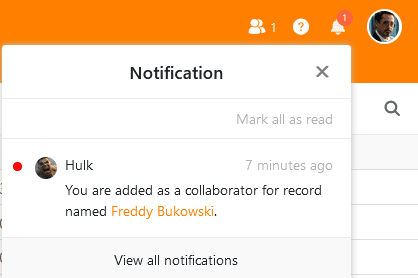 1
1
Notification
Mark all as read
Hulk 7 minutes ago
You are added as a collaborator for record
named Freddy Bukowski.
View all notifications